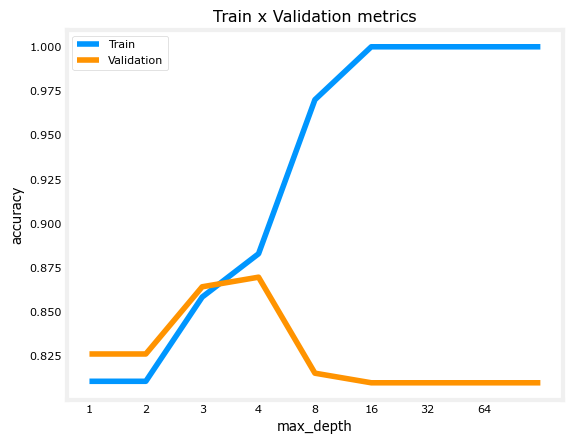 Train x Validation metrics
Train
Validation
1.000
0.975
0.950
0.925
0.900
0.875
0.850
0.825
accuracy
1 2 3 4 8 16 32 64
max_depth